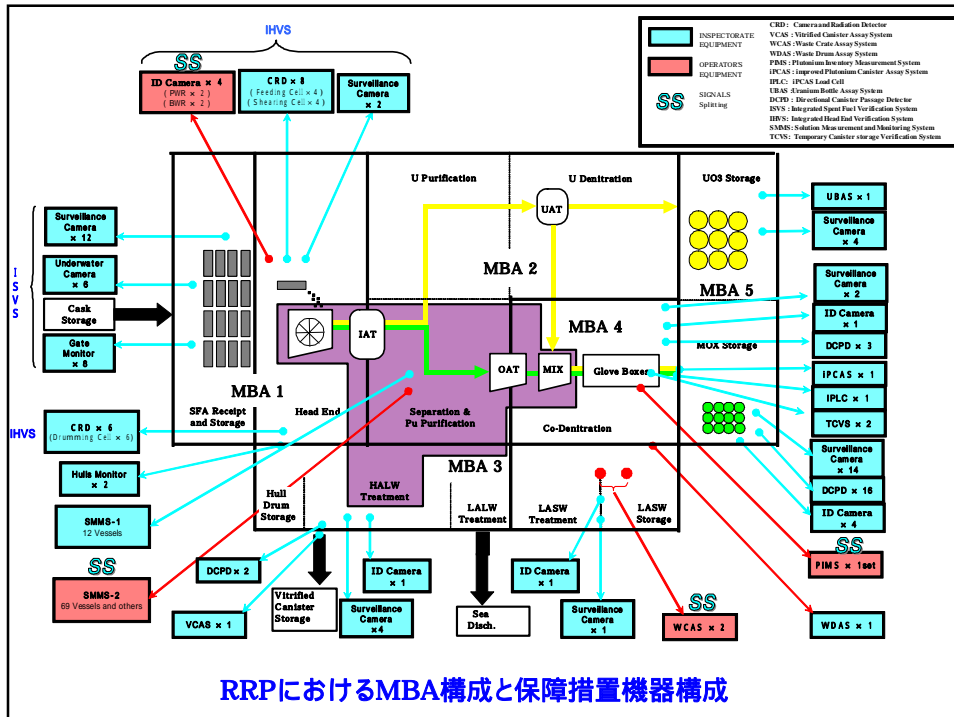 IHVS
SS
ID Camera × 4
( PWR × 2 )
( BWR × 2 )
CRD × 8
( Feeding Cell × 4 )
( Shearing Cell × 4 )
Surveillance
Camera
× 2
INSPECTORATE
EQUIPMENT
OPERATORS
EQUIPMENT
SS
SIGNALS
Splitting
CRD : Camera and Radiation Detector
VCAS : Vitrified Canister Assay System
WCAS : Waste Crate Assay System
WDAS : Waste Drum Assay System
PIMS : Plutonium Inventory Measurement System
iPCAS : improved Plutonium Canister Assay System
IPLC: iPCAS Load Cell
UBAS :Uranium Bottle Assay System
DCPD : Directional Canister Passage Detector
ISVS : Integrated Spent Fuel Verification System
IHVS: Integrated Head End Verification System
SMMS: Solution Measurement and Monitoring System
TCVS: Temporary Canister storage Verification System
U Purification
U Denitration
UO3 Storage
UAT
MBA 2
MBA 5
UBAS × 1
Surveillance
Camera
× 4
ISVS
Surveillance
Camera
× 12
Underwater
Camera
× 6
Cask
Storage
Gate
Monitor
× 8
IAT
MBA 4
OAT
MIX
Glove Boxes
MOX Storage
Surveillance
Camera
× 2
ID Camera
× 1
DCPD × 3
iPCAS × 1
IPLC × 1
TCVS × 2
Surveillance
Camera
× 14
DCPD × 16
ID Camera
× 4
MBA 1
SFA Receipt
and Storage
Head End
Separation &
Pu Purification
Co-Denitration
IHVS
CRD × 6
(Drumming Cell × 6)
Hulls Monitor
× 2
SMMS-1
12 Vessels
SS
SMMS-2
69 Vessels and others
MBA 3
Hull
Drum
Storage
HALW
Treatment
LALW
Treatment
LASW
Treatment
LASW
Storage
DCPD × 2
VCAS × 1
Vitrified
Canister
Storage
ID Camera
× 1
Surveillance
Camera
×4
Sea
Disch.
ID Camera
× 1
Surveillance
Camera
× 1
SS
WCAS × 2
SS
PIMS × 1set
WDAS × 1
RRPにおけるMBA構成と保障措置機器構成